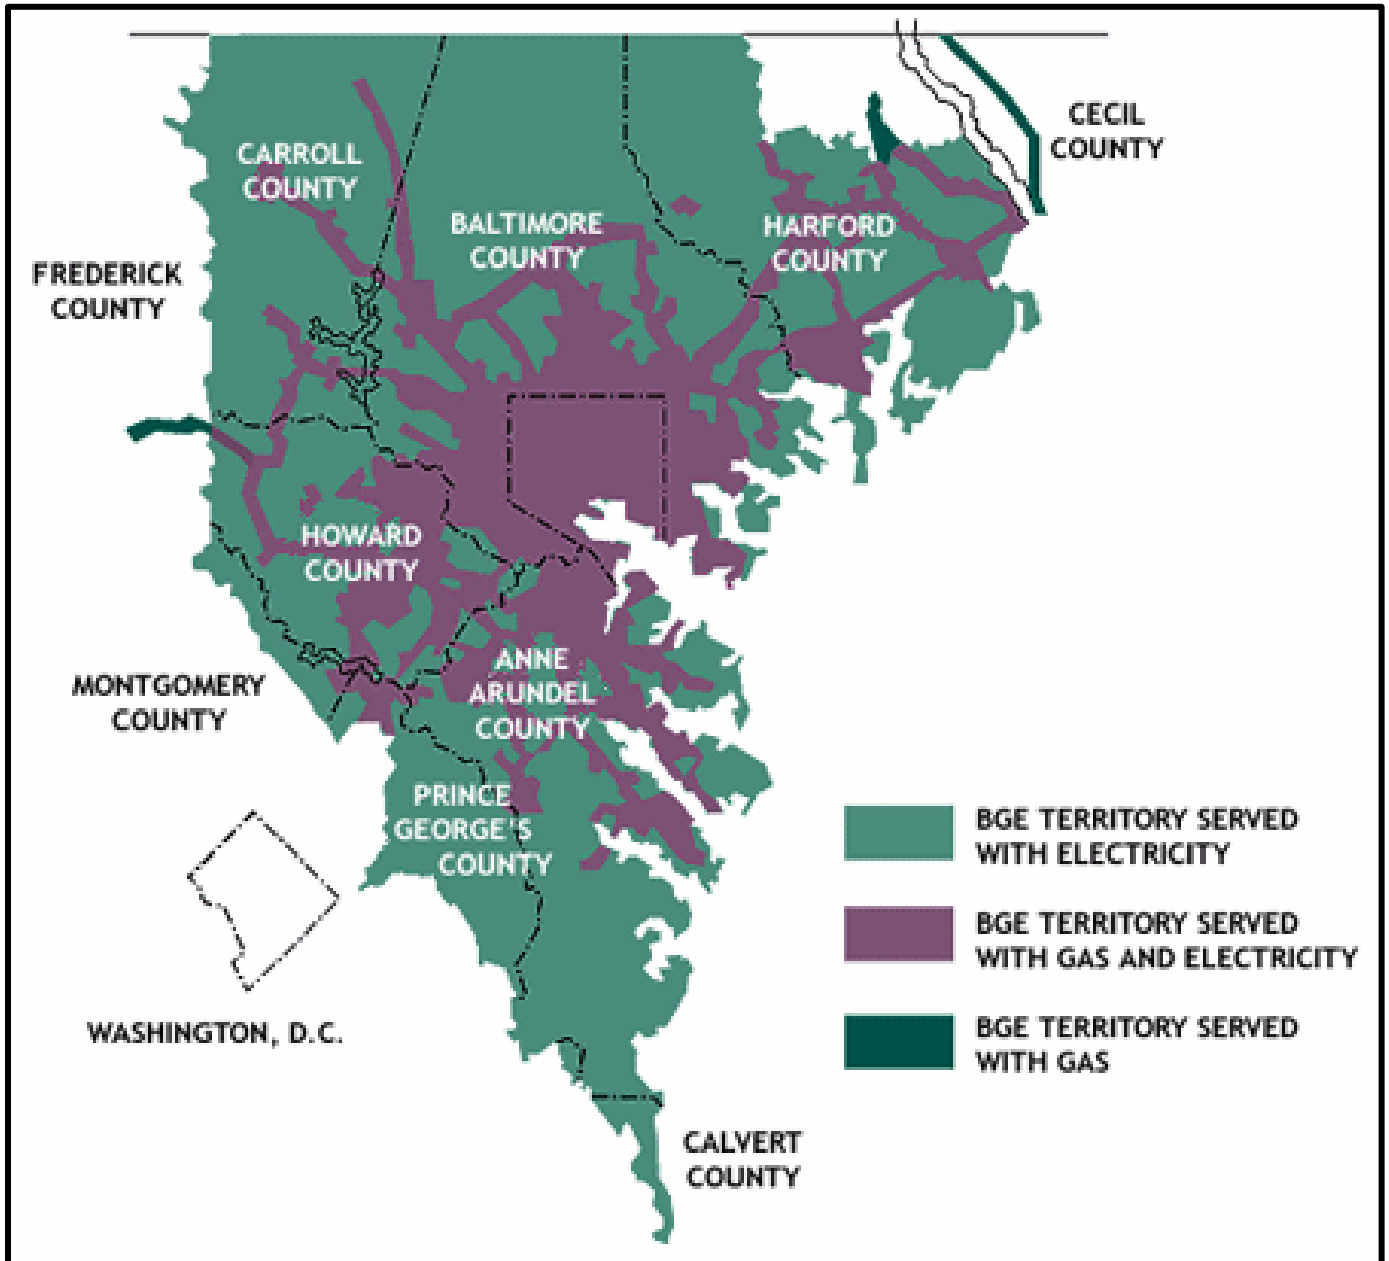 CECIL
COUNTY
CARROLL
COUNTY
BALTIMORE
COUNTY
HARFORD
COUNTY
FREDERICK
COUNTY
HOWARD
COUNTY
ANNE
ARUNDEL
COUNTY
MONTGOMERY
COUNTY
PRINCE
GEORGE'S
COUNTY
WASHINGTON, D.C.
CALVERT
COUNTY
BGE TERRITORY SERVED
WITH ELECTRICITY
BGE TERRITORY SERVED
WITH GAS AND ELECTRICITY
BGE TERRITORY SERVED
WITH GAS